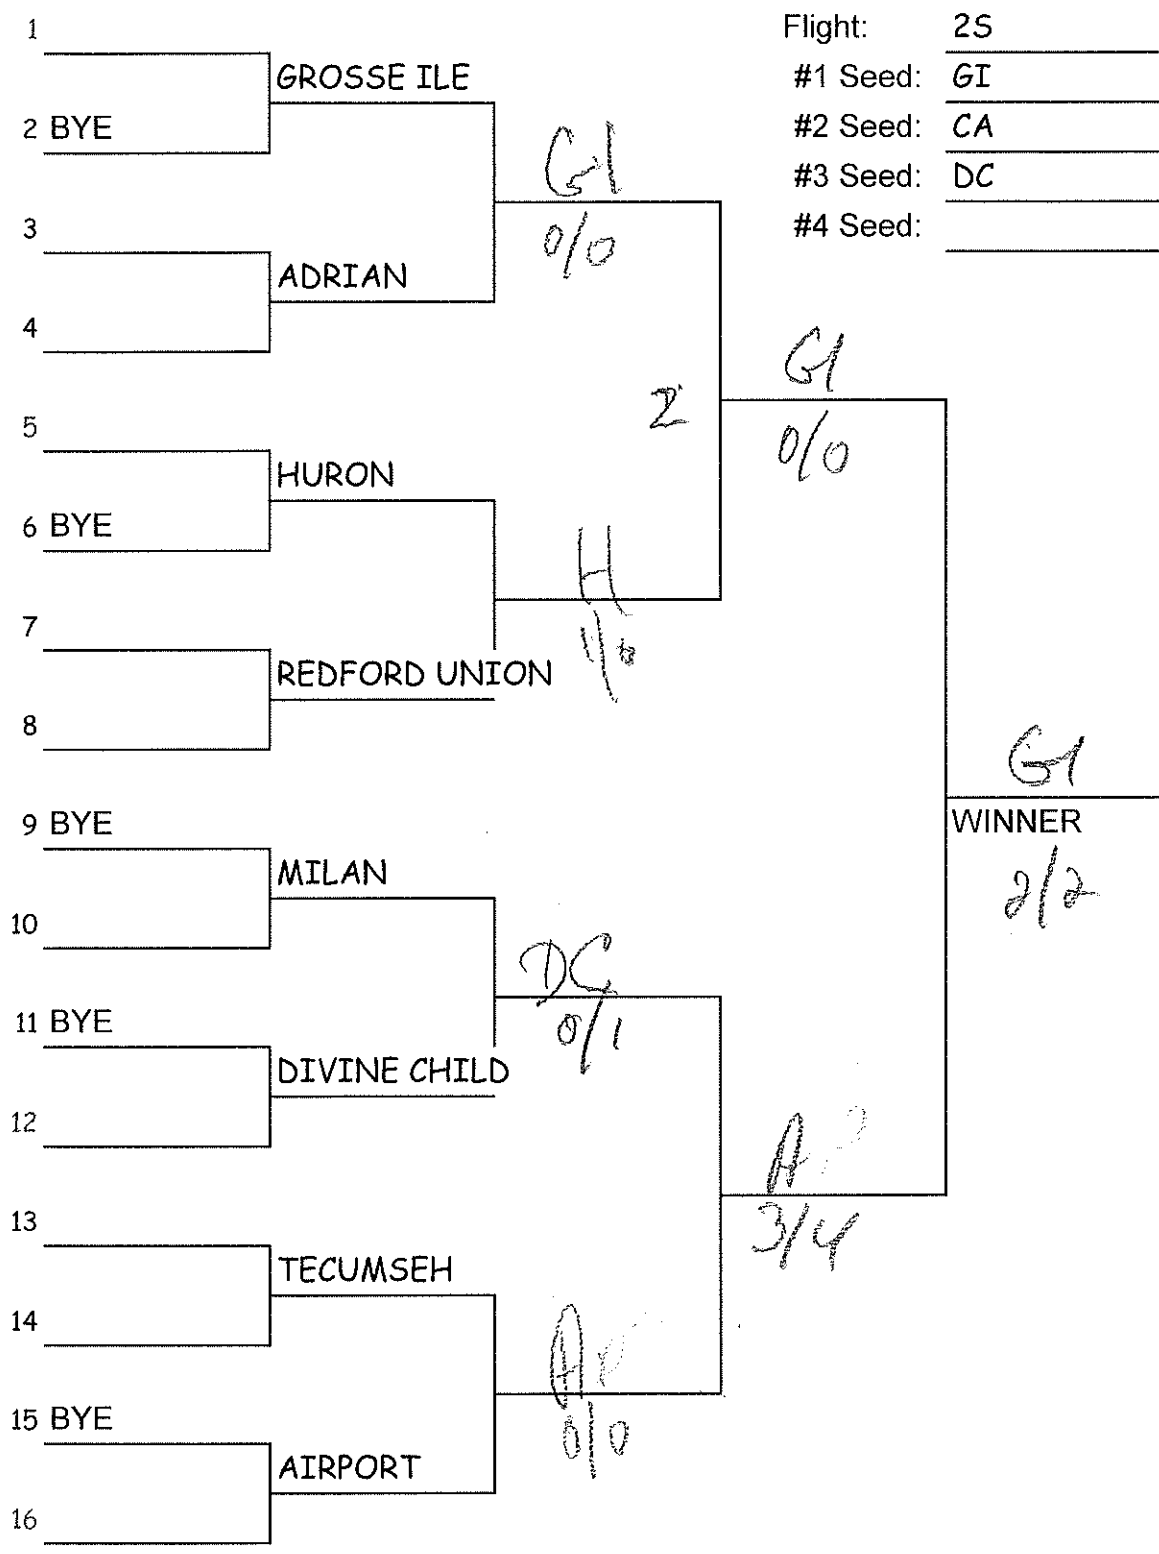 1
Flight: 2S
GROSSE ILE
#1 Seed: GI
2 BYE
#2 Seed: CA
GI
#3 Seed: DC
3
0/0
#4 Seed:
ADRIAN
4
GI
2
5
0/0
HURON
6 BYE
H
7
1/0
REDFORD UNION
8
GI
9 BYE
WINNER
MILAN
2/2
10
DC
11 BYE
0/1
DIVINE CHILD
12
A
13
3/4
TECUMSEH
14
A
15 BYE
0/0
AIRPORT
16